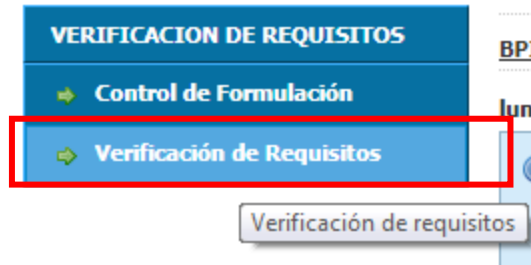 VERIFICACION DE REQUISITOS
Control de Formulación
Verificación de Requisitos
Verificación de requisitos